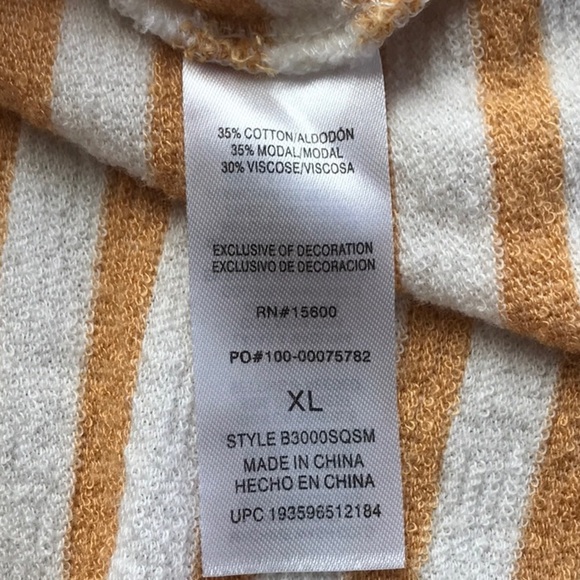 35% COTTON/ALDODÓN
35% MODAL/MODAL
30% VISCOSE/VISCOSA
EXCLUSIVE OF DECORATION
EXCLUSIVO DE DECORACION
RN#15600
PO#100-00075782
XL
STYLE B3000SQSM
MADE IN CHINA
HECHO EN CHINA
UPC 193596512184